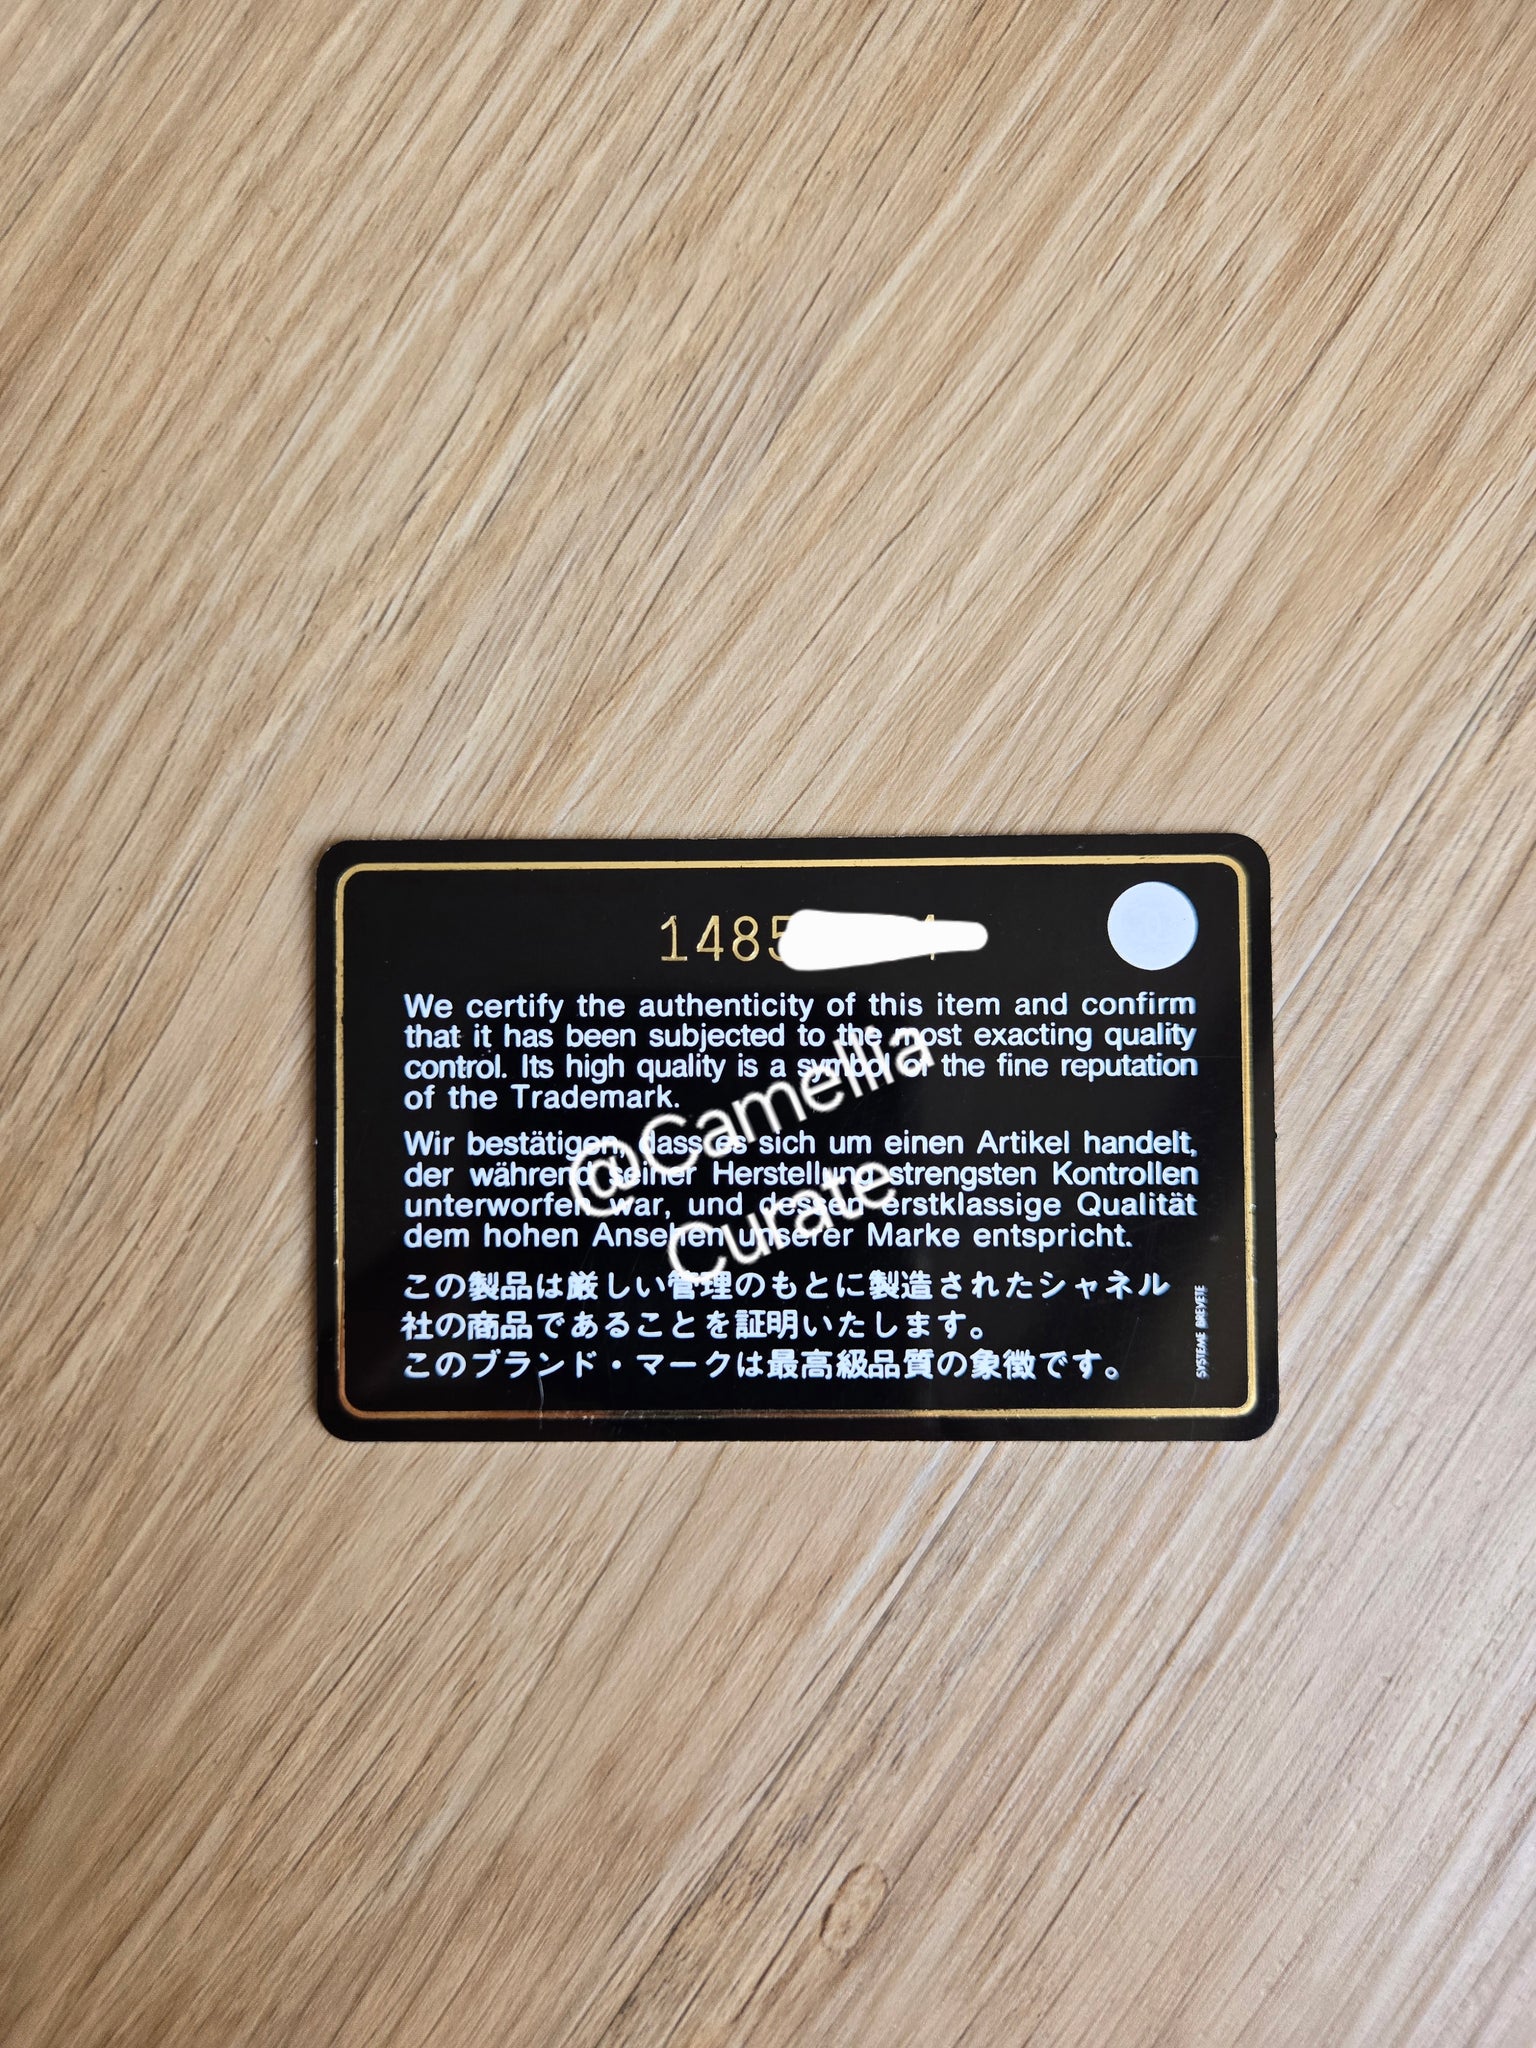 1485
We certify the authenticity of this item and confirm
that it has been subjected to the most exacting quality
control. Its high quality is a symbol of the fine reputation
of the Trademark.
Wir bestätigen, dass es sich um einen Artikel handelt,
der während seiner Herstellung strengsten Kontrollen
unterworfen war, und dessen erstklassige Qualität
dem hohen Ansehen unserer Marke entspricht.
この製品は厳しい管理のもとに製造されたシャネル
社の商品であることを証明いたします。
このブランド・マークは最高級品質の象徴です。
SYSTEME BREVETE
@Camellia
Curate